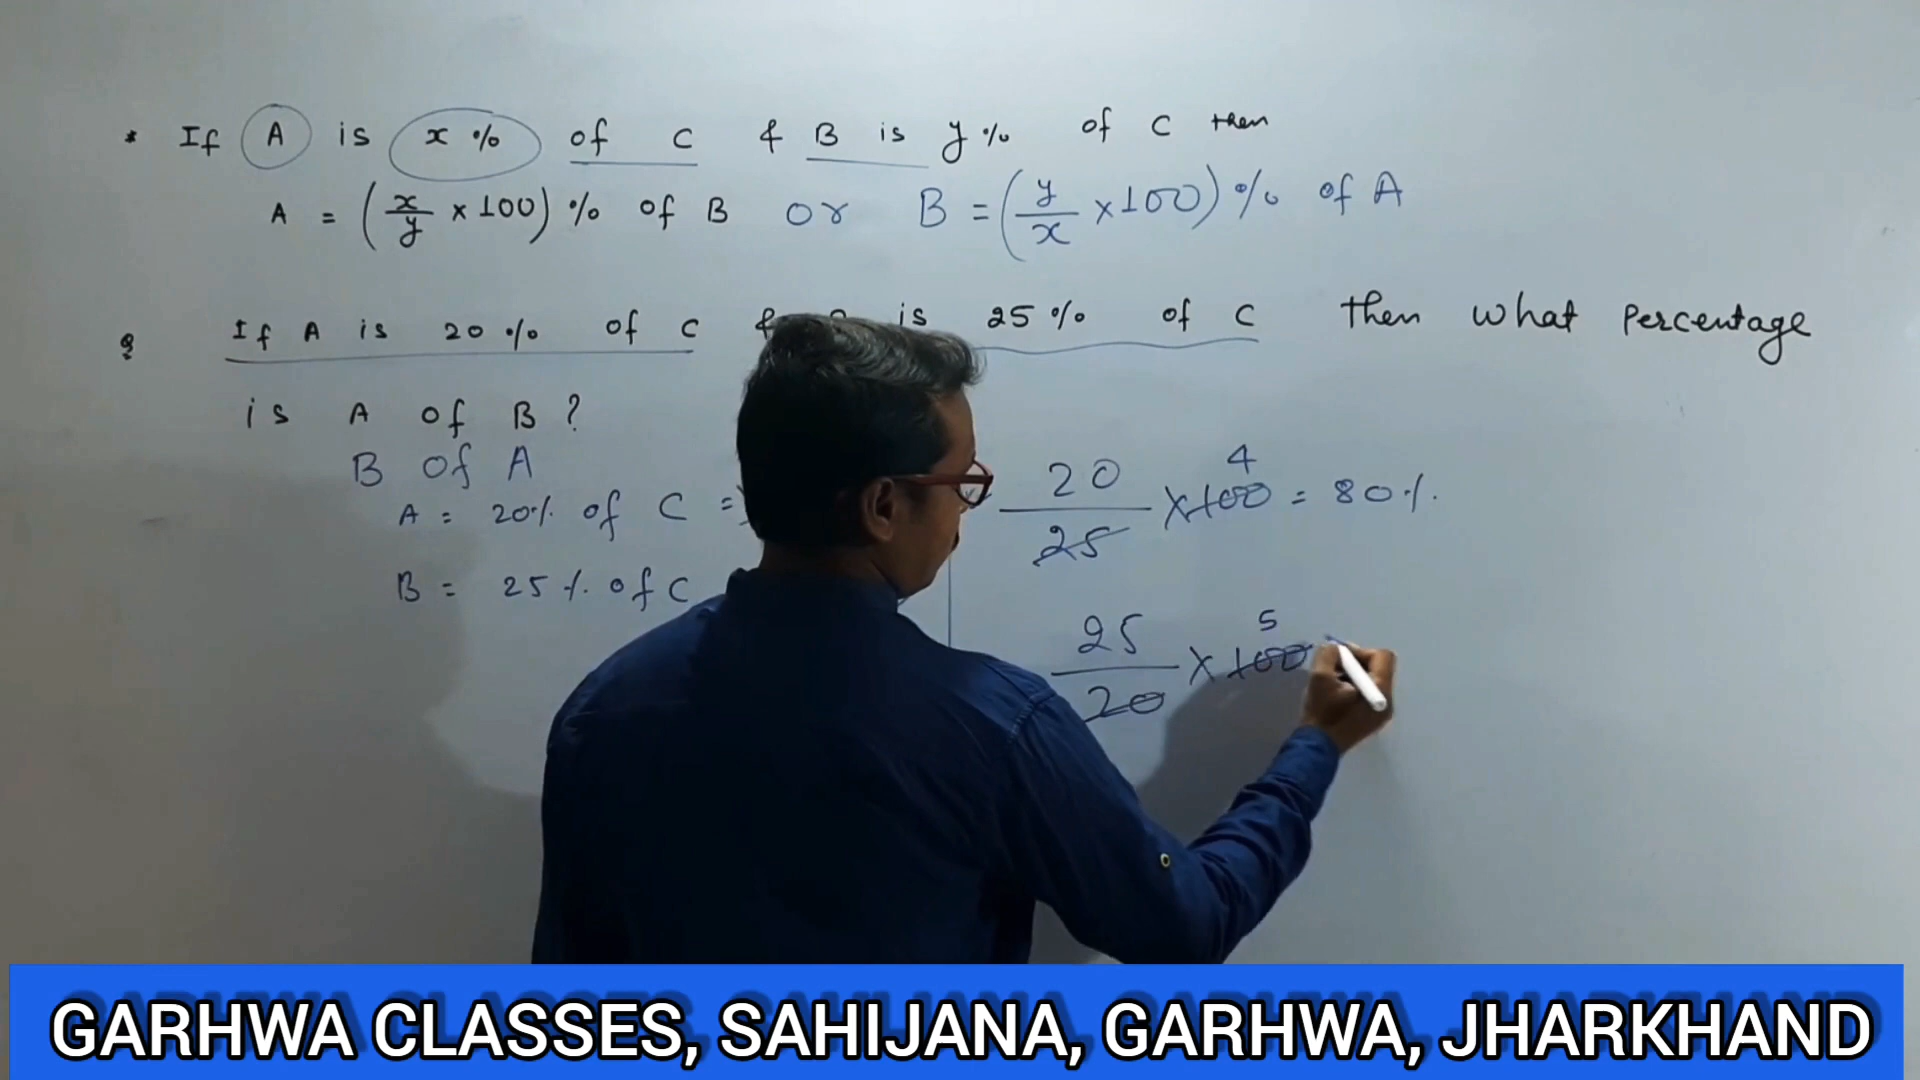 * If A is x % of C & B is y % of C then
A = (x/y × 100) % of B or B = (y/x × 100) % of A
Q If A is 20 % of C & is 25 % of C then what percentage
is A of B ?
B of A
A = 20 % of C =
B = 25 % of C
20/25 × 100 4 = 80 %.
25/20 × 100 5
GARHWA CLASSES, SAHIJANA, GARHWA, JHARKHAND